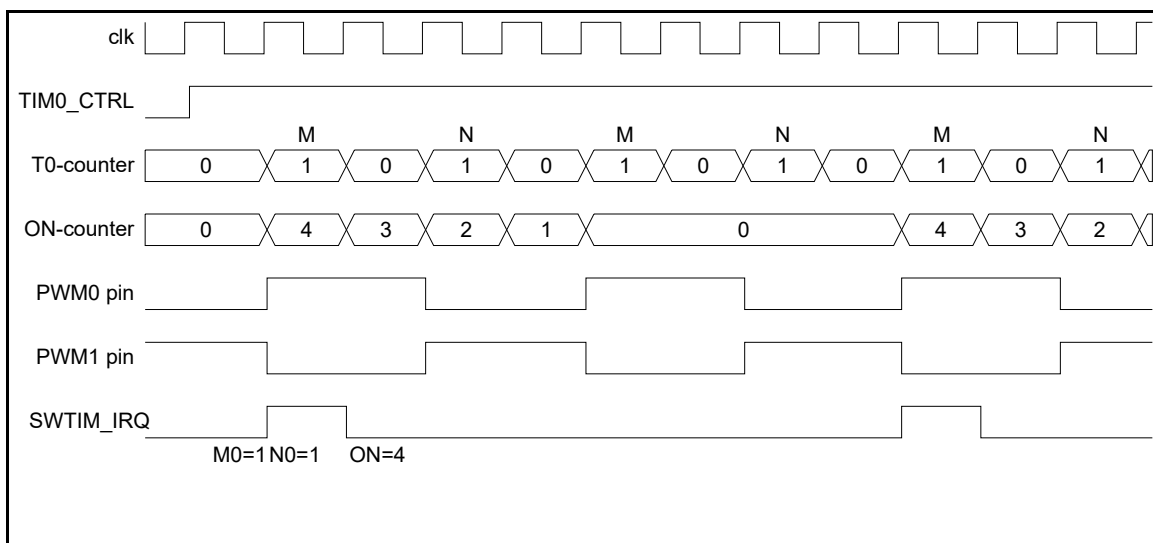 clk
TIM0_CTRL
M N M N M N
T0-counter 0 1 0 1 0 1 0 1 0 1 0 1
ON-counter 0 4 3 2 1 0 4 3 2
PWM0 pin
PWM1 pin
SWTIM_IRQ
M0=1 N0=1 ON=4